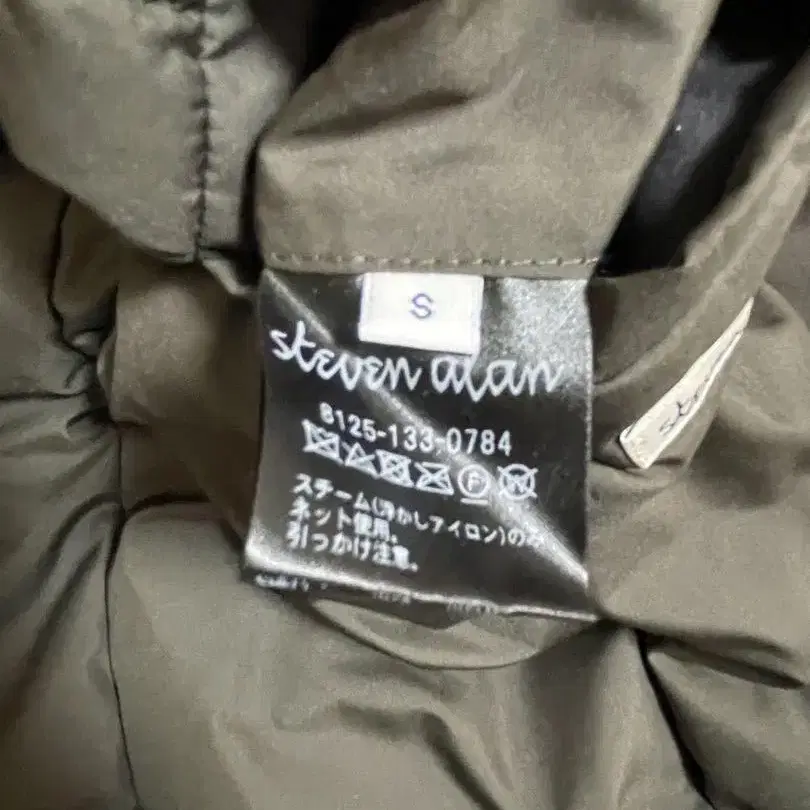 S
steven alan
8125-133-0784
F W
スチーム(浮かしアイロン)のみ
ネット使用.
引っかけ注意.